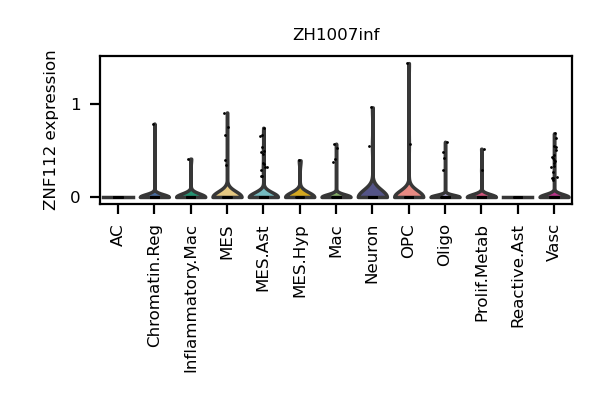 ZH1007inf
ZNF112 expression
1
0
AC
Chromatin.Reg
Inflammatory.Mac
MES
MES.Ast
MES.Hyp
Mac
Neuron
OPC
Oligo
Prolif.Metab
Reactive.Ast
Vasc